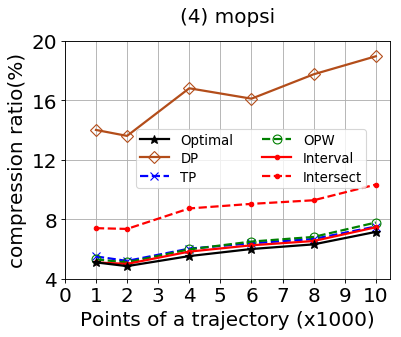 (4) mopsi
compression ratio(%)
20
16
12
8
4
Optimal
DP
TP
OPW
Interval
Intersect
0 1 2 3 4 5 6 7 8 9 10
Points of a trajectory (x1000)